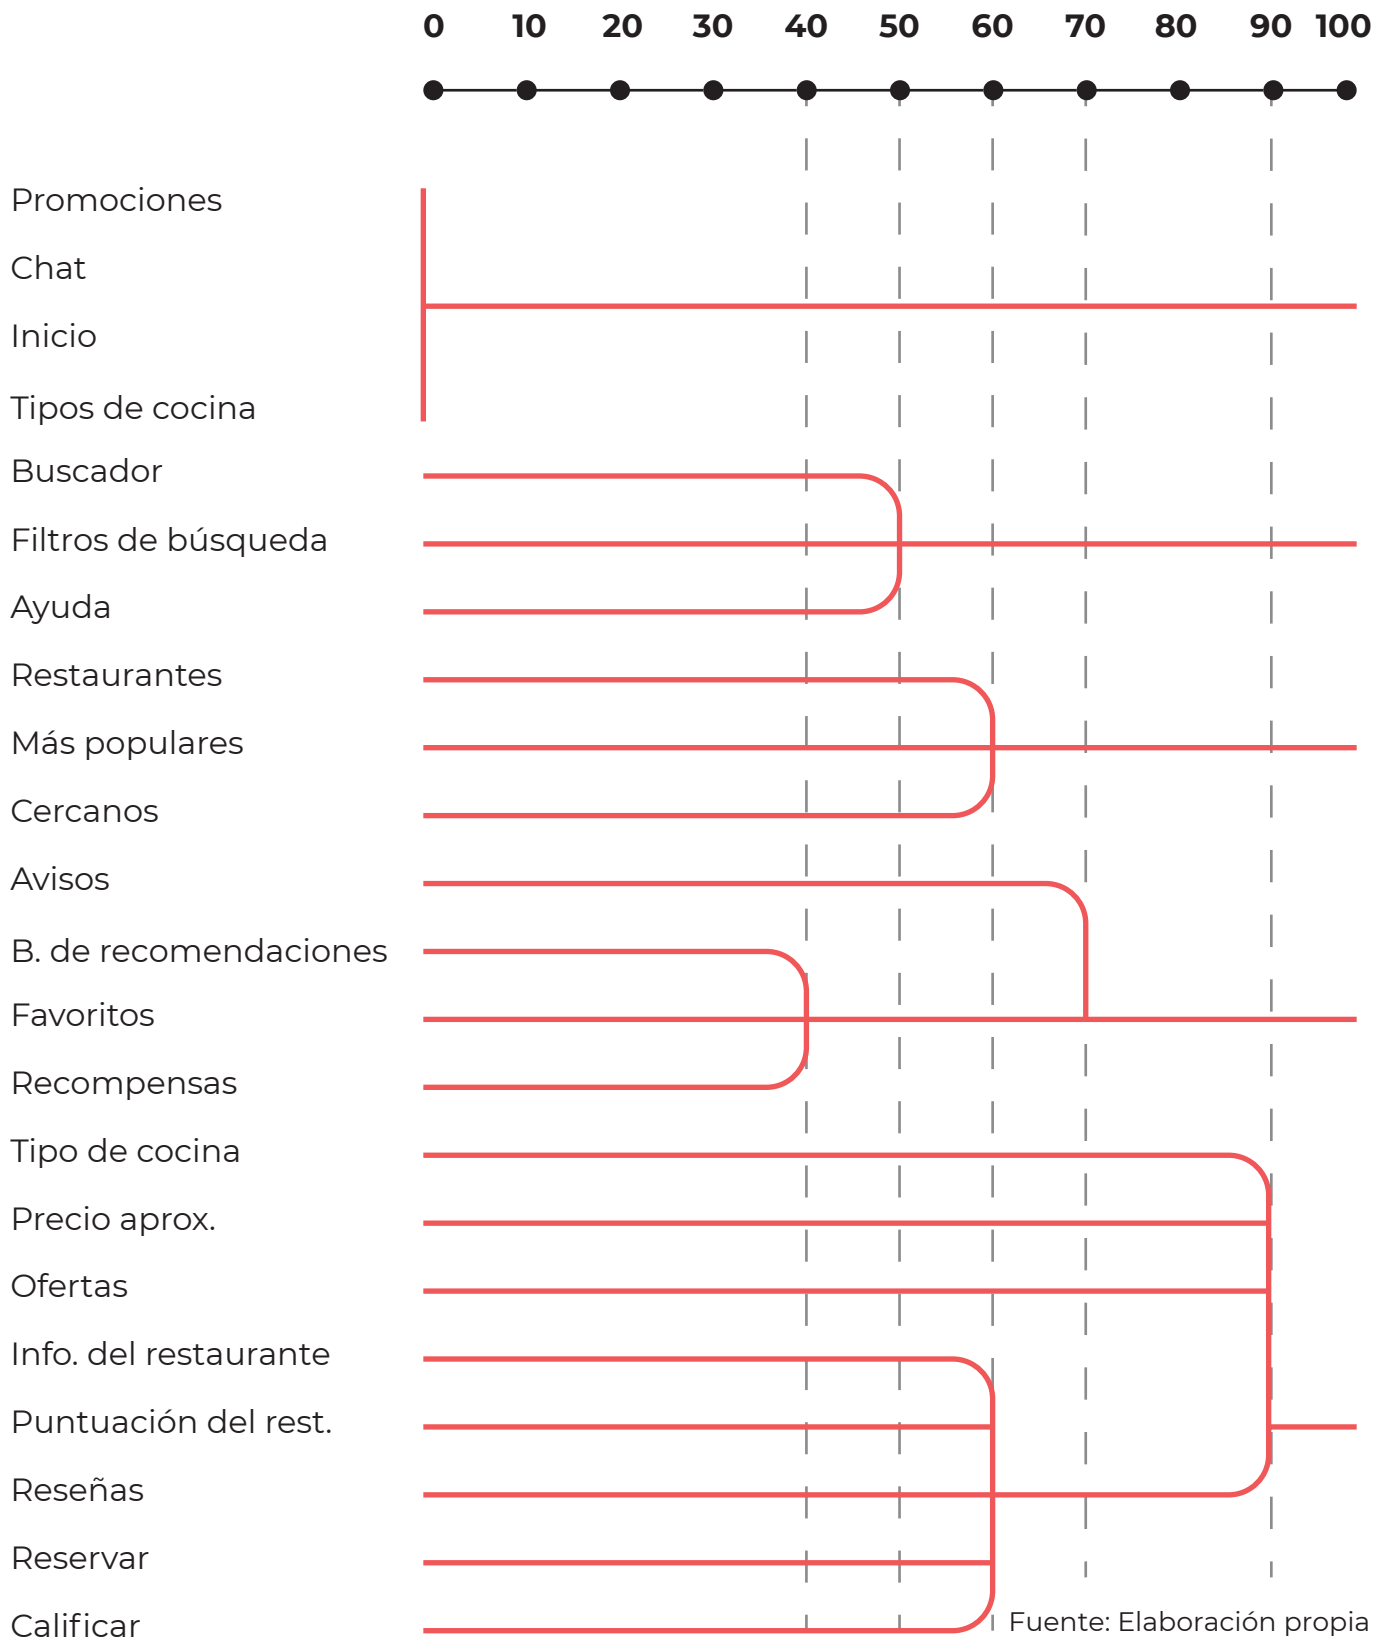 0 10 20 30 40 50 60 70 80 90 100
Promociones
Chat
Inicio
Tipos de cocina
Buscador
Filtros de búsqueda
Ayuda
Restaurantes
Más populares
Cercanos
Avisos
B. de recomendaciones
Favoritos
Recompensas
Tipo de cocina
Precio aprox.
Ofertas
Info. del restaurante
Puntuación del rest.
Reseñas
Reservar
Calificar
Fuente: Elaboración propia